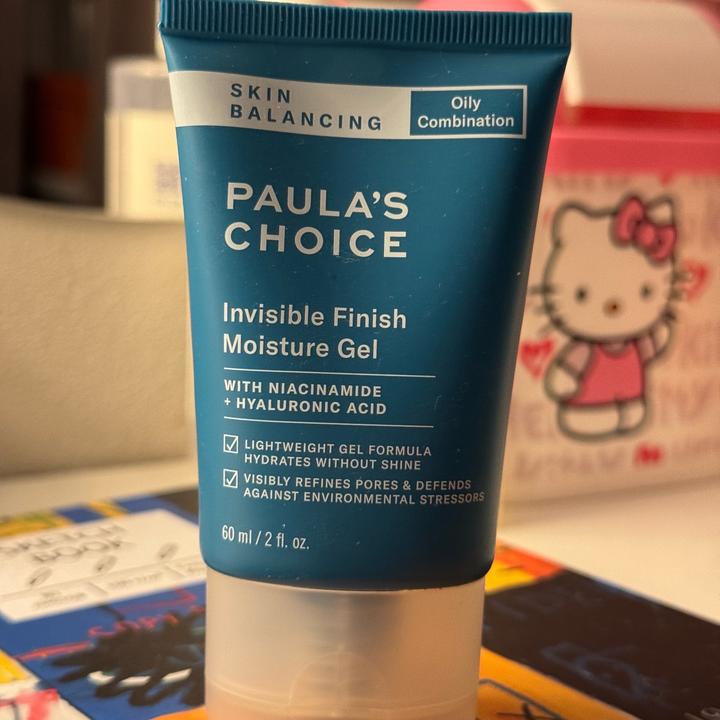 SKIN
BALANCING
Oily
Combination
PAULA'S
CHOICE
Invisible Finish
Moisture Gel
WITH NIACINAMIDE
+ HYALURONIC ACID
LIGHTWEIGHT GEL FORMULA
HYDRATES WITHOUT SHINE
VISIBLY REFINES PORES & DEFENDS
AGAINST ENVIRONMENTAL STRESSORS
60 ml / 2 fl. oz.
SKETCH
BOOK